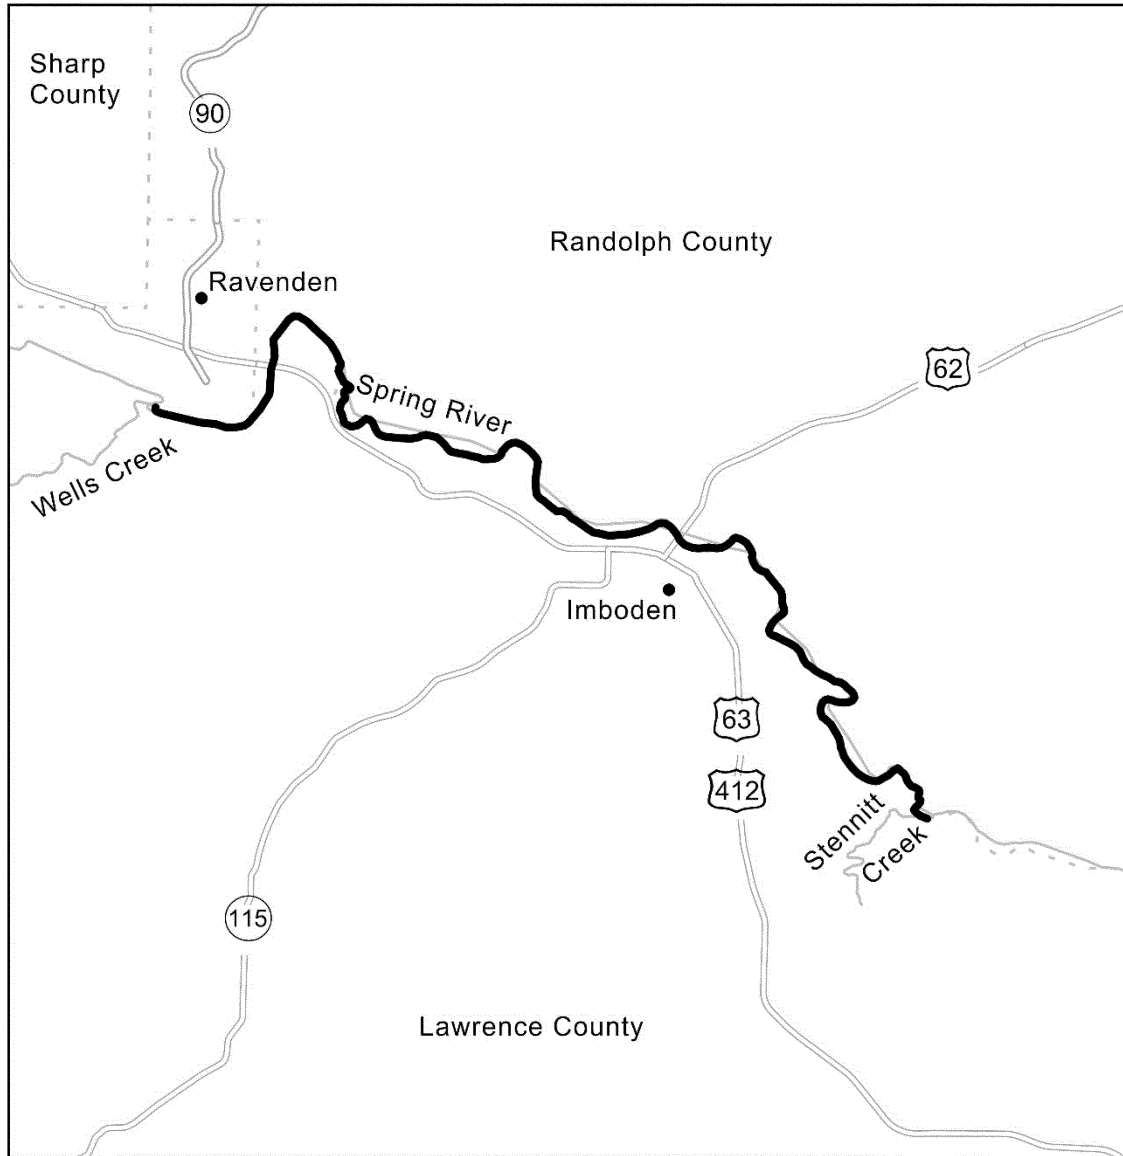 Sharp
County
90
Randolph County
Ravenden
62
Spring River
Wells Creek
Imboden
63
412
Stennitt
Creek
115
Lawrence County